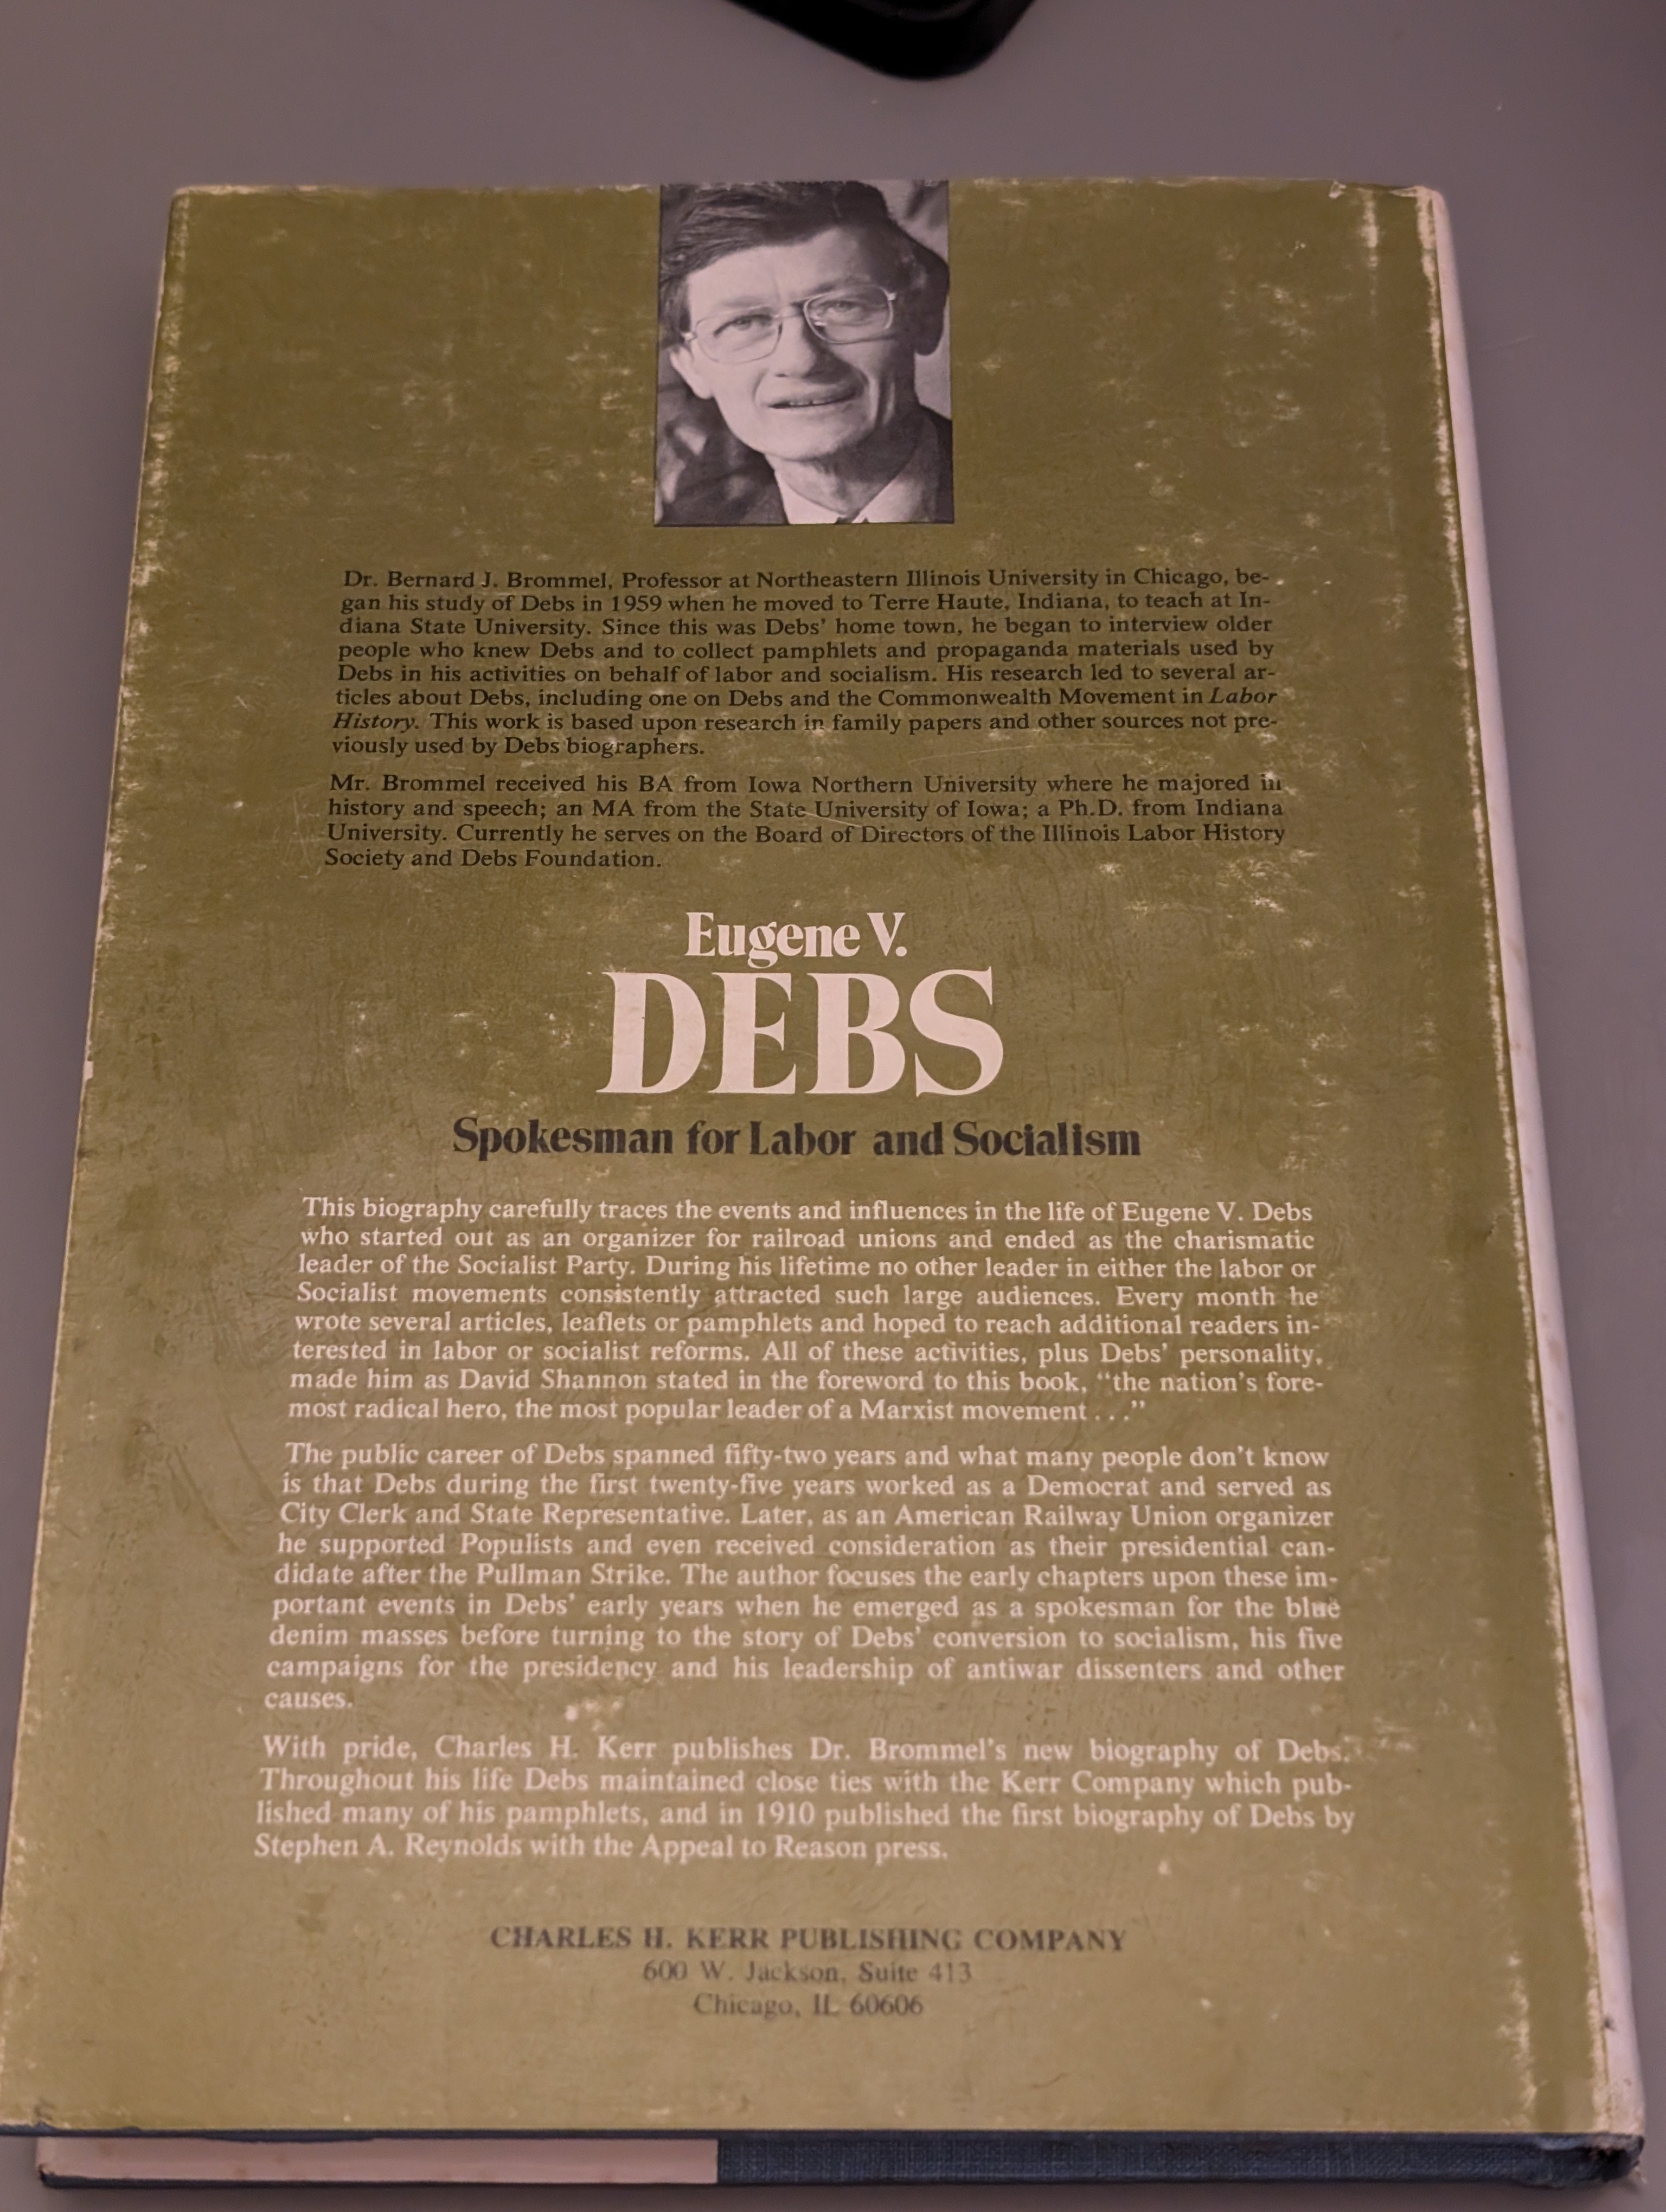 Dr. Bernard J. Brommel, Professor at Northeastern Illinois University in Chicago, be-
gan his study of Debs in 1959 when he moved to Terre Haute, Indiana, to teach at In-
diana State University. Since this was Debs' home town, he began to interview older
people who knew Debs and to collect pamphlets and propaganda materials used by
Debs in his activities on behalf of labor and socialism. His research led to several ar-
ticles about Debs, including one on Debs and the Commonwealth Movement in Labor
History. This work is based upon research in family papers and other sources not pre-
viously used by Debs biographers.
Mr. Brommel received his BA from Iowa Northern University where he majored in
history and speech; an MA from the State University of Iowa; a Ph.D. from Indiana
University. Currently he serves on the Board of Directors of the Illinois Labor History
Society and Debs Foundation.
Eugene V.
DEBS
Spokesman for Labor and Socialism
This biography carefully traces the events and influences in the life of Eugene V. Debs
who started out as an organizer for railroad unions and ended as the charismatic
leader of the Socialist Party. During his lifetime no other leader in either the labor or
Socialist movements consistently attracted such large audiences. Every month he
wrote several articles, leaflets or pamphlets and hoped to reach additional readers in-
terested in labor or socialist reforms. All of these activities, plus Debs' personality,
made him as David Shannon stated in the foreword to this book, "the nation's fore-
most radical hero, the most popular leader of a Marxist movement . . ."
The public career of Debs spanned fifty-two years and what many people don't know
is that Debs during the first twenty-five years worked as a Democrat and served as
City Clerk and State Representative. Later, as an American Railway Union organizer
he supported Populists and even received consideration as their presidential can-
didate after the Pullman Strike. The author focuses the early chapters upon these im-
portant events in Debs' early years when he emerged as a spokesman for the blue
denim masses before turning to the story of Debs' conversion to socialism, his five
campaigns for the presidency and his leadership of antiwar dissenters and other
causes.
With pride, Charles H. Kerr publishes Dr. Brommel's new biography of Debs.
Throughout his life Debs maintained close ties with the Kerr Company which pub-
lished many of his pamphlets, and in 1910 published the first biography of Debs by
Stephen A. Reynolds with the Appeal to Reason press.
CHARLES H. KERR PUBLISHING COMPANY
600 W. Jackson, Suite 413
Chicago, IL 60606